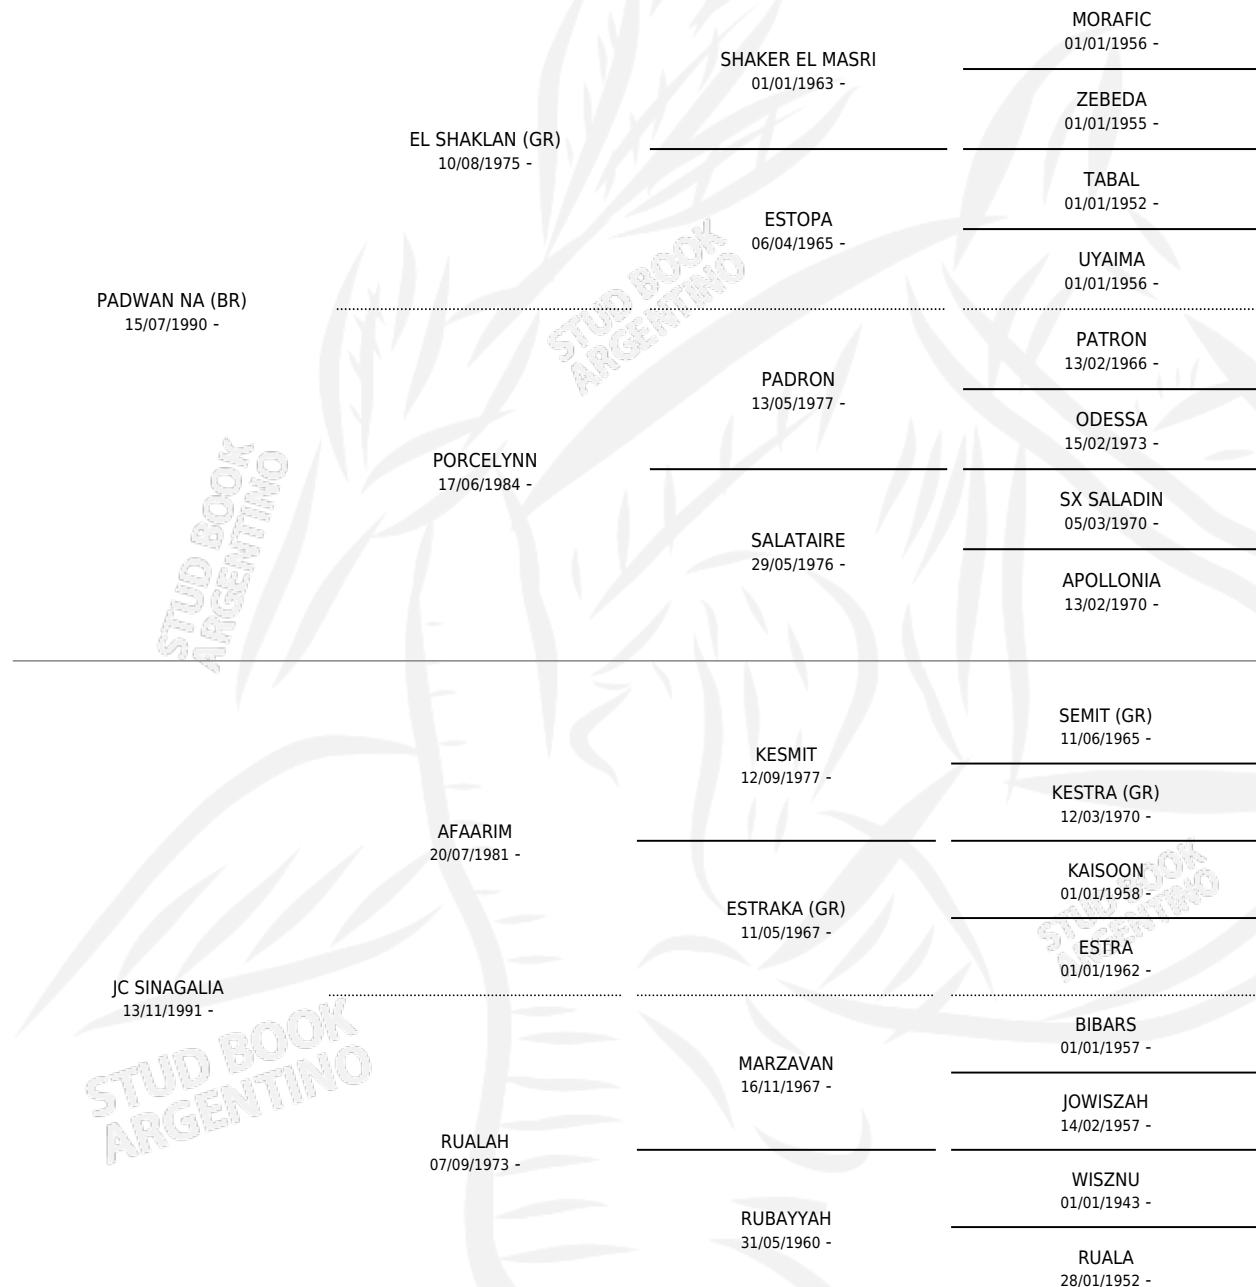 MORAFIC
01/01/1956 -
SHAKER EL MASRI
01/01/1963 -
ZEBEDA
01/01/1955 -
EL SHAKLAN (GR)
10/08/1975 -
TABAL
01/01/1952 -
ESTOPA
06/04/1965 -
UYAIMA
01/01/1956 -
PADWAN NA (BR)
15/07/1990 -
PATRON
13/02/1966 -
PADRON
13/05/1977 -
ODESSA
15/02/1973 -
PORCELYNN
17/06/1984 -
SX SALADIN
05/03/1970 -
SALATAIRE
29/05/1976 -
APOLLONIA
13/02/1970 -
SEMIT (GR)
11/06/1965 -
KESMIT
12/09/1977 -
KESTRA (GR)
12/03/1970 -
AFAARIM
20/07/1981 -
KAISOON
01/01/1958 -
ESTRAKA (GR)
11/05/1967 -
ESTRA
01/01/1962 -
JC SINAGALIA
13/11/1991 -
BIBARS
01/01/1957 -
MARZAVAN
16/11/1967 -
JOWISZAH
14/02/1957 -
RUALAH
07/09/1973 -
WISZNU
01/01/1943 -
RUBAYYAH
31/05/1960 -
RUALA
28/01/1952 -
STUD BOOK
ARGENTINO
STUD BOOK
ARGENTINO
STUD BOOK
ARGENTINO
STUD BOOK
ARGENTINO